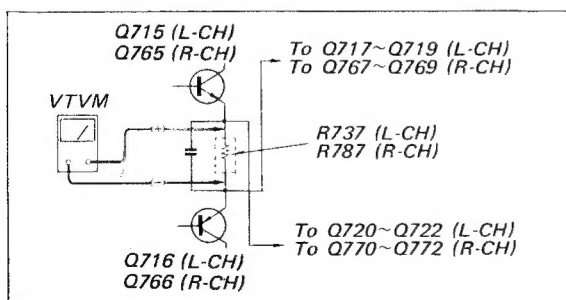 Q715 (L-CH)
Q765 (R-CH)
To Q717~Q719 (L-CH)
To Q767~Q769 (R-CH)
VTVM
(+)
R737 (L-CH)
R787 (R-CH)
(−)
To Q720~Q722 (L-CH)
To Q770~Q772 (R-CH)
Q716 (L-CH)
Q766 (R-CH)